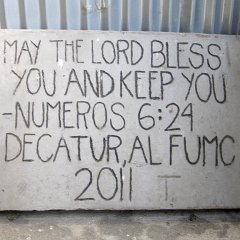 MAY THE LORD BLESS
YOU AND KEEP YOU
-NUMEROS 6:24
DECATUR, AL FUMC
2011 T